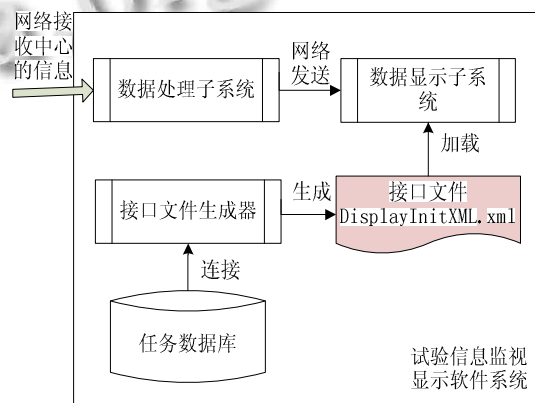 网络接
收中心
的信息
数据处理子系统
网络
发送
数据显示子系
统
加载
接口文件生成器
生成
接口文件
DisplayInitXML.xml
连接
任务数据库
试验信息监视
显示软件系统